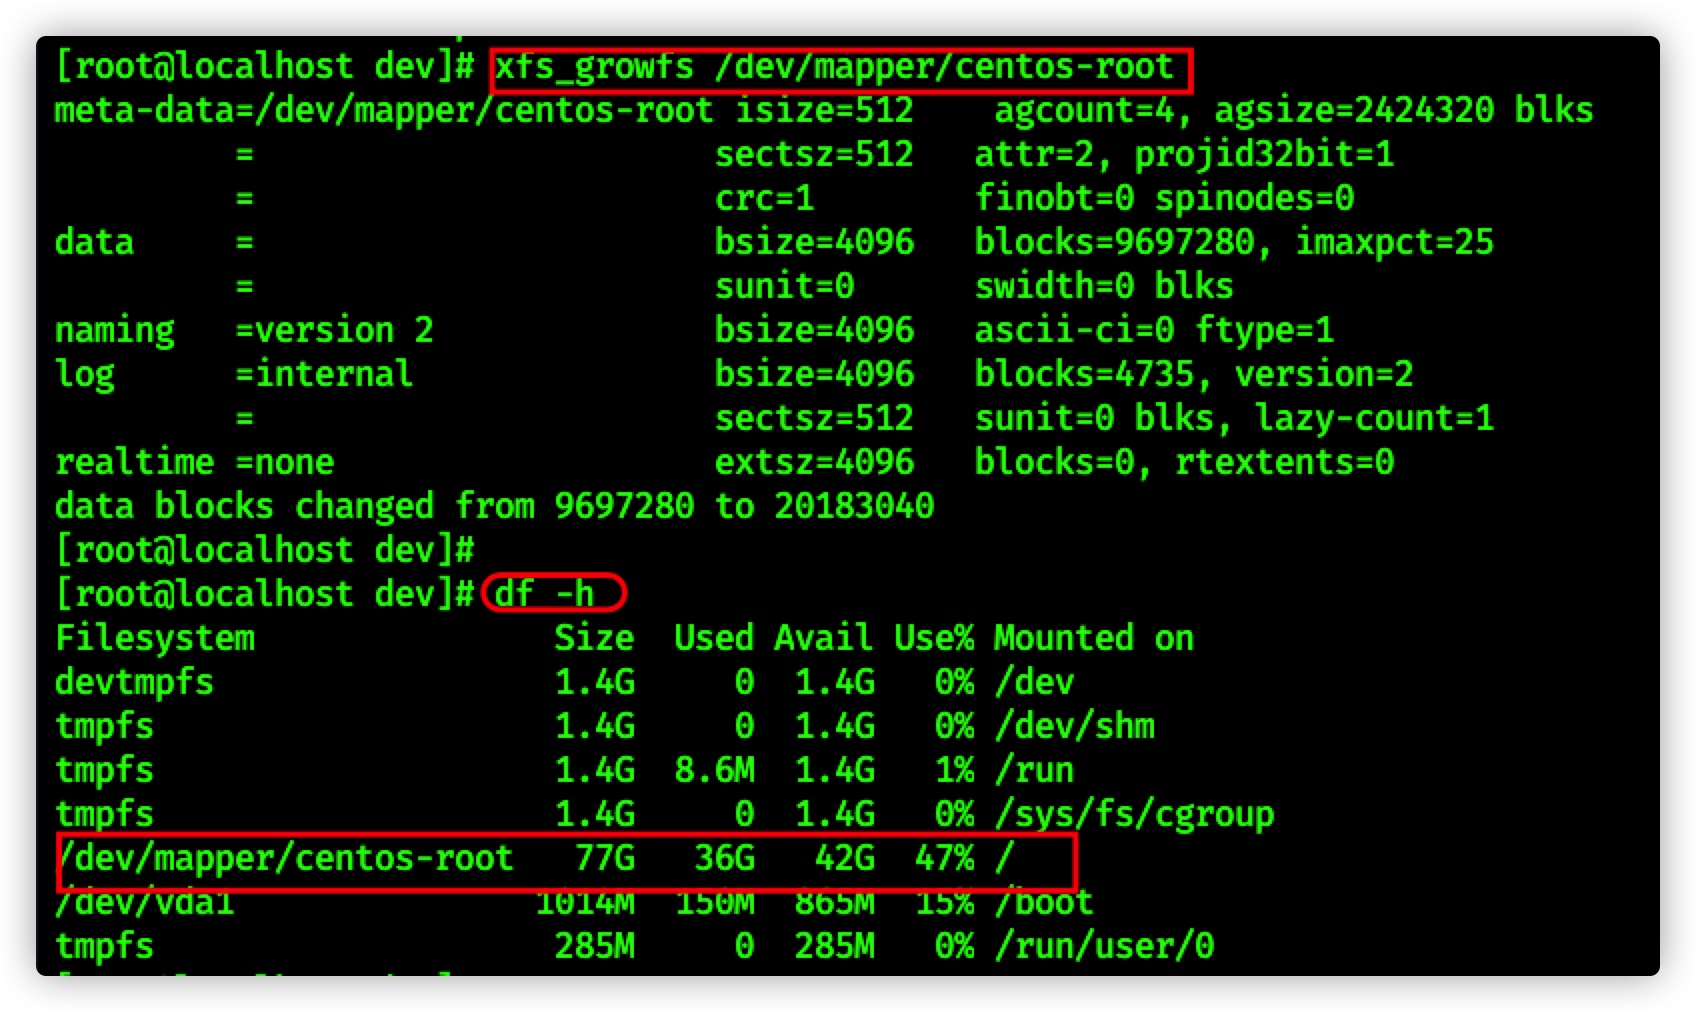 [root@localhost dev]# xfs_growfs /dev/mapper/centos-root
meta-data=/dev/mapper/centos-root isize=512    agcount=4, agsize=2424320 blks
         =                       sectsz=512   attr=2, projid32bit=1
         =                       crc=1        finobt=0 spinodes=0
data     =                       bsize=4096   blocks=9697280, imaxpct=25
         =                       sunit=0      swidth=0 blks
naming   =version 2              bsize=4096   ascii-ci=0 ftype=1
log      =internal               bsize=4096   blocks=4735, version=2
         =                       sectsz=512   sunit=0 blks, lazy-count=1
realtime =none                   extsz=4096   blocks=0, rtextents=0
data blocks changed from 9697280 to 20183040
[root@localhost dev]#
[root@localhost dev]# df -h
Filesystem               Size  Used Avail Use% Mounted on
devtmpfs                 1.4G     0  1.4G   0% /dev
tmpfs                    1.4G     0  1.4G   0% /dev/shm
tmpfs                    1.4G  8.6M  1.4G   1% /run
tmpfs                    1.4G     0  1.4G   0% /sys/fs/cgroup
/dev/mapper/centos-root   77G   36G   42G  47% /
/dev/vda1               1014M  150M  865M  15% /boot
tmpfs                    285M     0  285M   0% /run/user/0